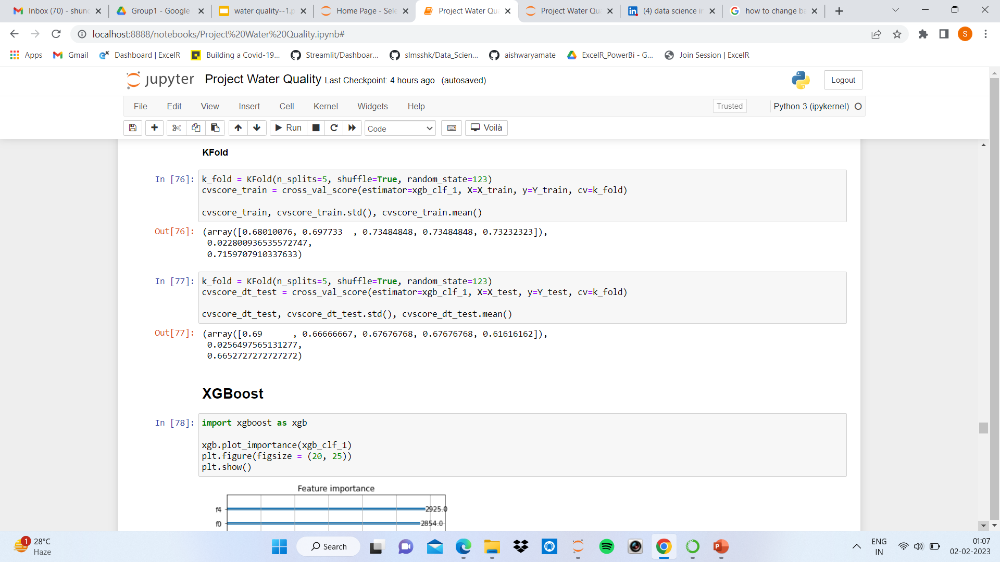 Inbox (70) - shund
Group1 - Google
water quality--1.p
Home Page - Sele
Project Water Qu
Project Water Qu
(4) data science in
how to change ba
localhost:8888/notebooks/Project%20Water%20Quality.ipynb#
S
Apps
Gmail
Dashboard | ExcelR
Building a Covid-19...
Streamlit/Dashboar...
slmsshk/Data_Scien...
aishwaryamate
ExcelR_PowerBi - G...
Join Session | ExcelR
jupyter Project Water Quality Last Checkpoint: 4 hours ago (autosaved)
Logout
File Edit View Insert Cell Kernel Widgets Help
Trusted
Python 3 (ipykernel)
Run
Code
Voilà
KFold
In [76]: k_fold = KFold(n_splits=5, shuffle=True, random_state=123)
cvscore_train = cross_val_score(estimator=xgb_clf_1, X=X_train, y=Y_train, cv=k_fold)
cvscore_train, cvscore_train.std(), cvscore_train.mean()
Out[76]: (array([0.68010076, 0.697733  , 0.73484848, 0.73484848, 0.73232323]),
0.022800936535572747,
0.7159707910337633)
In [77]: k_fold = KFold(n_splits=5, shuffle=True, random_state=123)
cvscore_dt_test = cross_val_score(estimator=xgb_clf_1, X=X_test, y=Y_test, cv=k_fold)
cvscore_dt_test, cvscore_dt_test.std(), cvscore_dt_test.mean()
Out[77]: (array([0.69      , 0.66666667, 0.67676768, 0.67676768, 0.61616162]),
0.0256497565131277,
0.6652727272727272)
XGBoost
In [78]: import xgboost as xgb
xgb.plot_importance(xgb_clf_1)
plt.figure(figsize = (20, 25))
plt.show()
Feature importance
f4 2925.0
f0 2854.0
1
28°C
Haze
Search
ENG
IN
01:07
02-02-2023